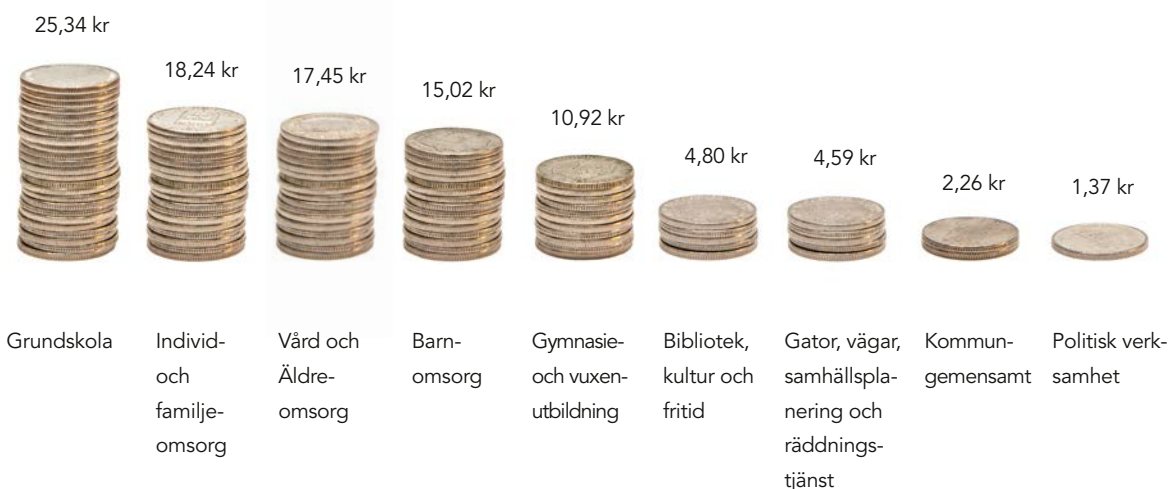 25,34 kr
18,24 kr
17,45 kr
15,02 kr
10,92 kr
4,80 kr
4,59 kr
2,26 kr
1,37 kr
Grundskola
Individ-
och
familje-
omsorg
Vård och
Äldre-
omsorg
Barn-
omsorg
Gymnasie-
och vuxen-
utbildning
Bibliotek,
kultur och
fritid
Gator, vägar,
samhällspla-
nering och
räddnings-
tjänst
Kommun-
gemensamt
Politisk verk-
samhet